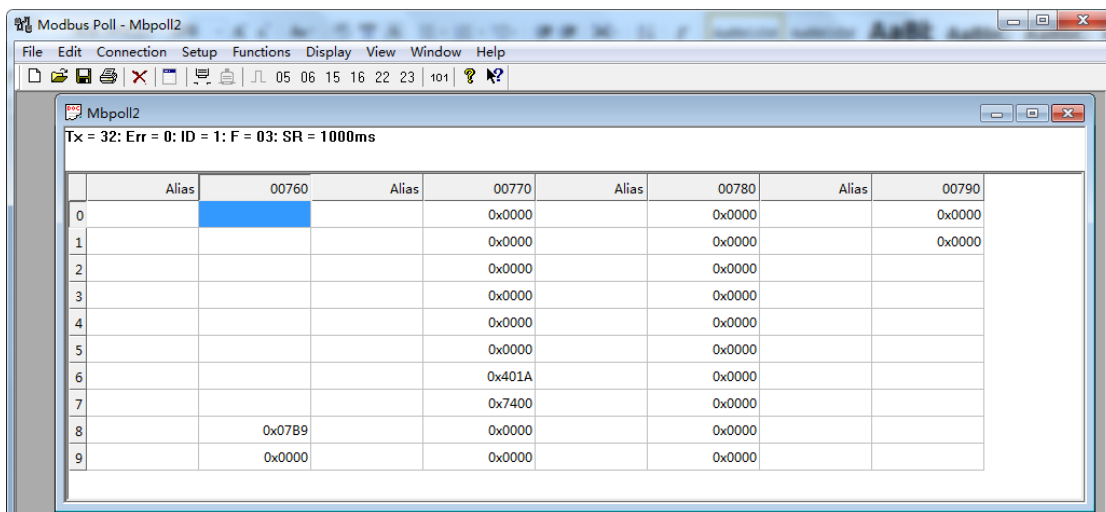 Modbus Poll - Mbpoll2
File Edit Connection Setup Functions Display View Window Help
05 06 15 16 22 23 101
Mbpoll2
Tx = 32: Err = 0: ID = 1: F = 03: SR = 1000ms
Alias 00760 Alias 00770 Alias 00780 Alias 00790
0 0x0000 0x0000 0x0000
1 0x0000 0x0000 0x0000
2 0x0000 0x0000
3 0x0000 0x0000
4 0x0000 0x0000
5 0x0000 0x0000
6 0x401A 0x0000
7 0x7400 0x0000
8 0x07B9 0x0000 0x0000
9 0x0000 0x0000 0x0000